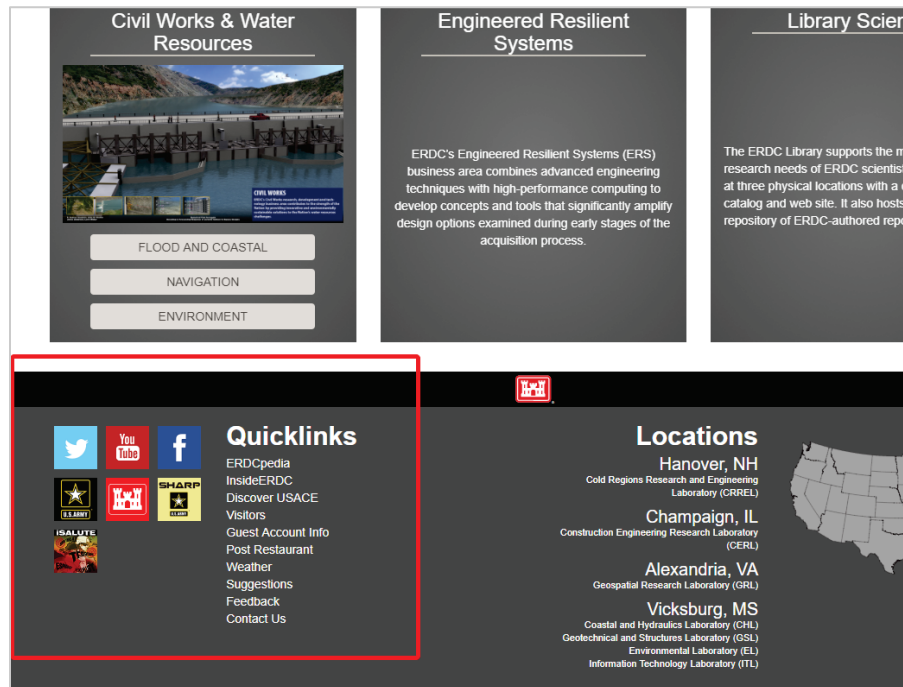 Civil Works & Water
Resources
CIVIL WORKS
FLOOD AND COASTAL
NAVIGATION
ENVIRONMENT
Engineered Resilient
Systems
ERDC's Engineered Resilient Systems (ERS)
business area combines advanced engineering
techniques with high-performance computing to
develop concepts and tools that significantly amplify
design options examined during early stages of the
acquisition process.
Library Scien
The ERDC Library supports the m
research needs of ERDC scientist
at three physical locations with a
catalog and web site. It also hosts
repository of ERDC-authored repo
You
Tube
U.S.ARMY
SHARP
U.S.ARMY
iSALUTE
Quicklinks
ERDCpedia
InsideERDC
Discover USACE
Visitors
Guest Account Info
Post Restaurant
Weather
Suggestions
Feedback
Contact Us
Locations
Hanover, NH
Cold Regions Research and Engineering
Laboratory (CRREL)
Champaign, IL
Construction Engineering Research Laboratory
(CERL)
Alexandria, VA
Geospatial Research Laboratory (GRL)
Vicksburg, MS
Coastal and Hydraulics Laboratory (CHL)
Geotechnical and Structures Laboratory (GSL)
Environmental Laboratory (EL)
Information Technology Laboratory (ITL)